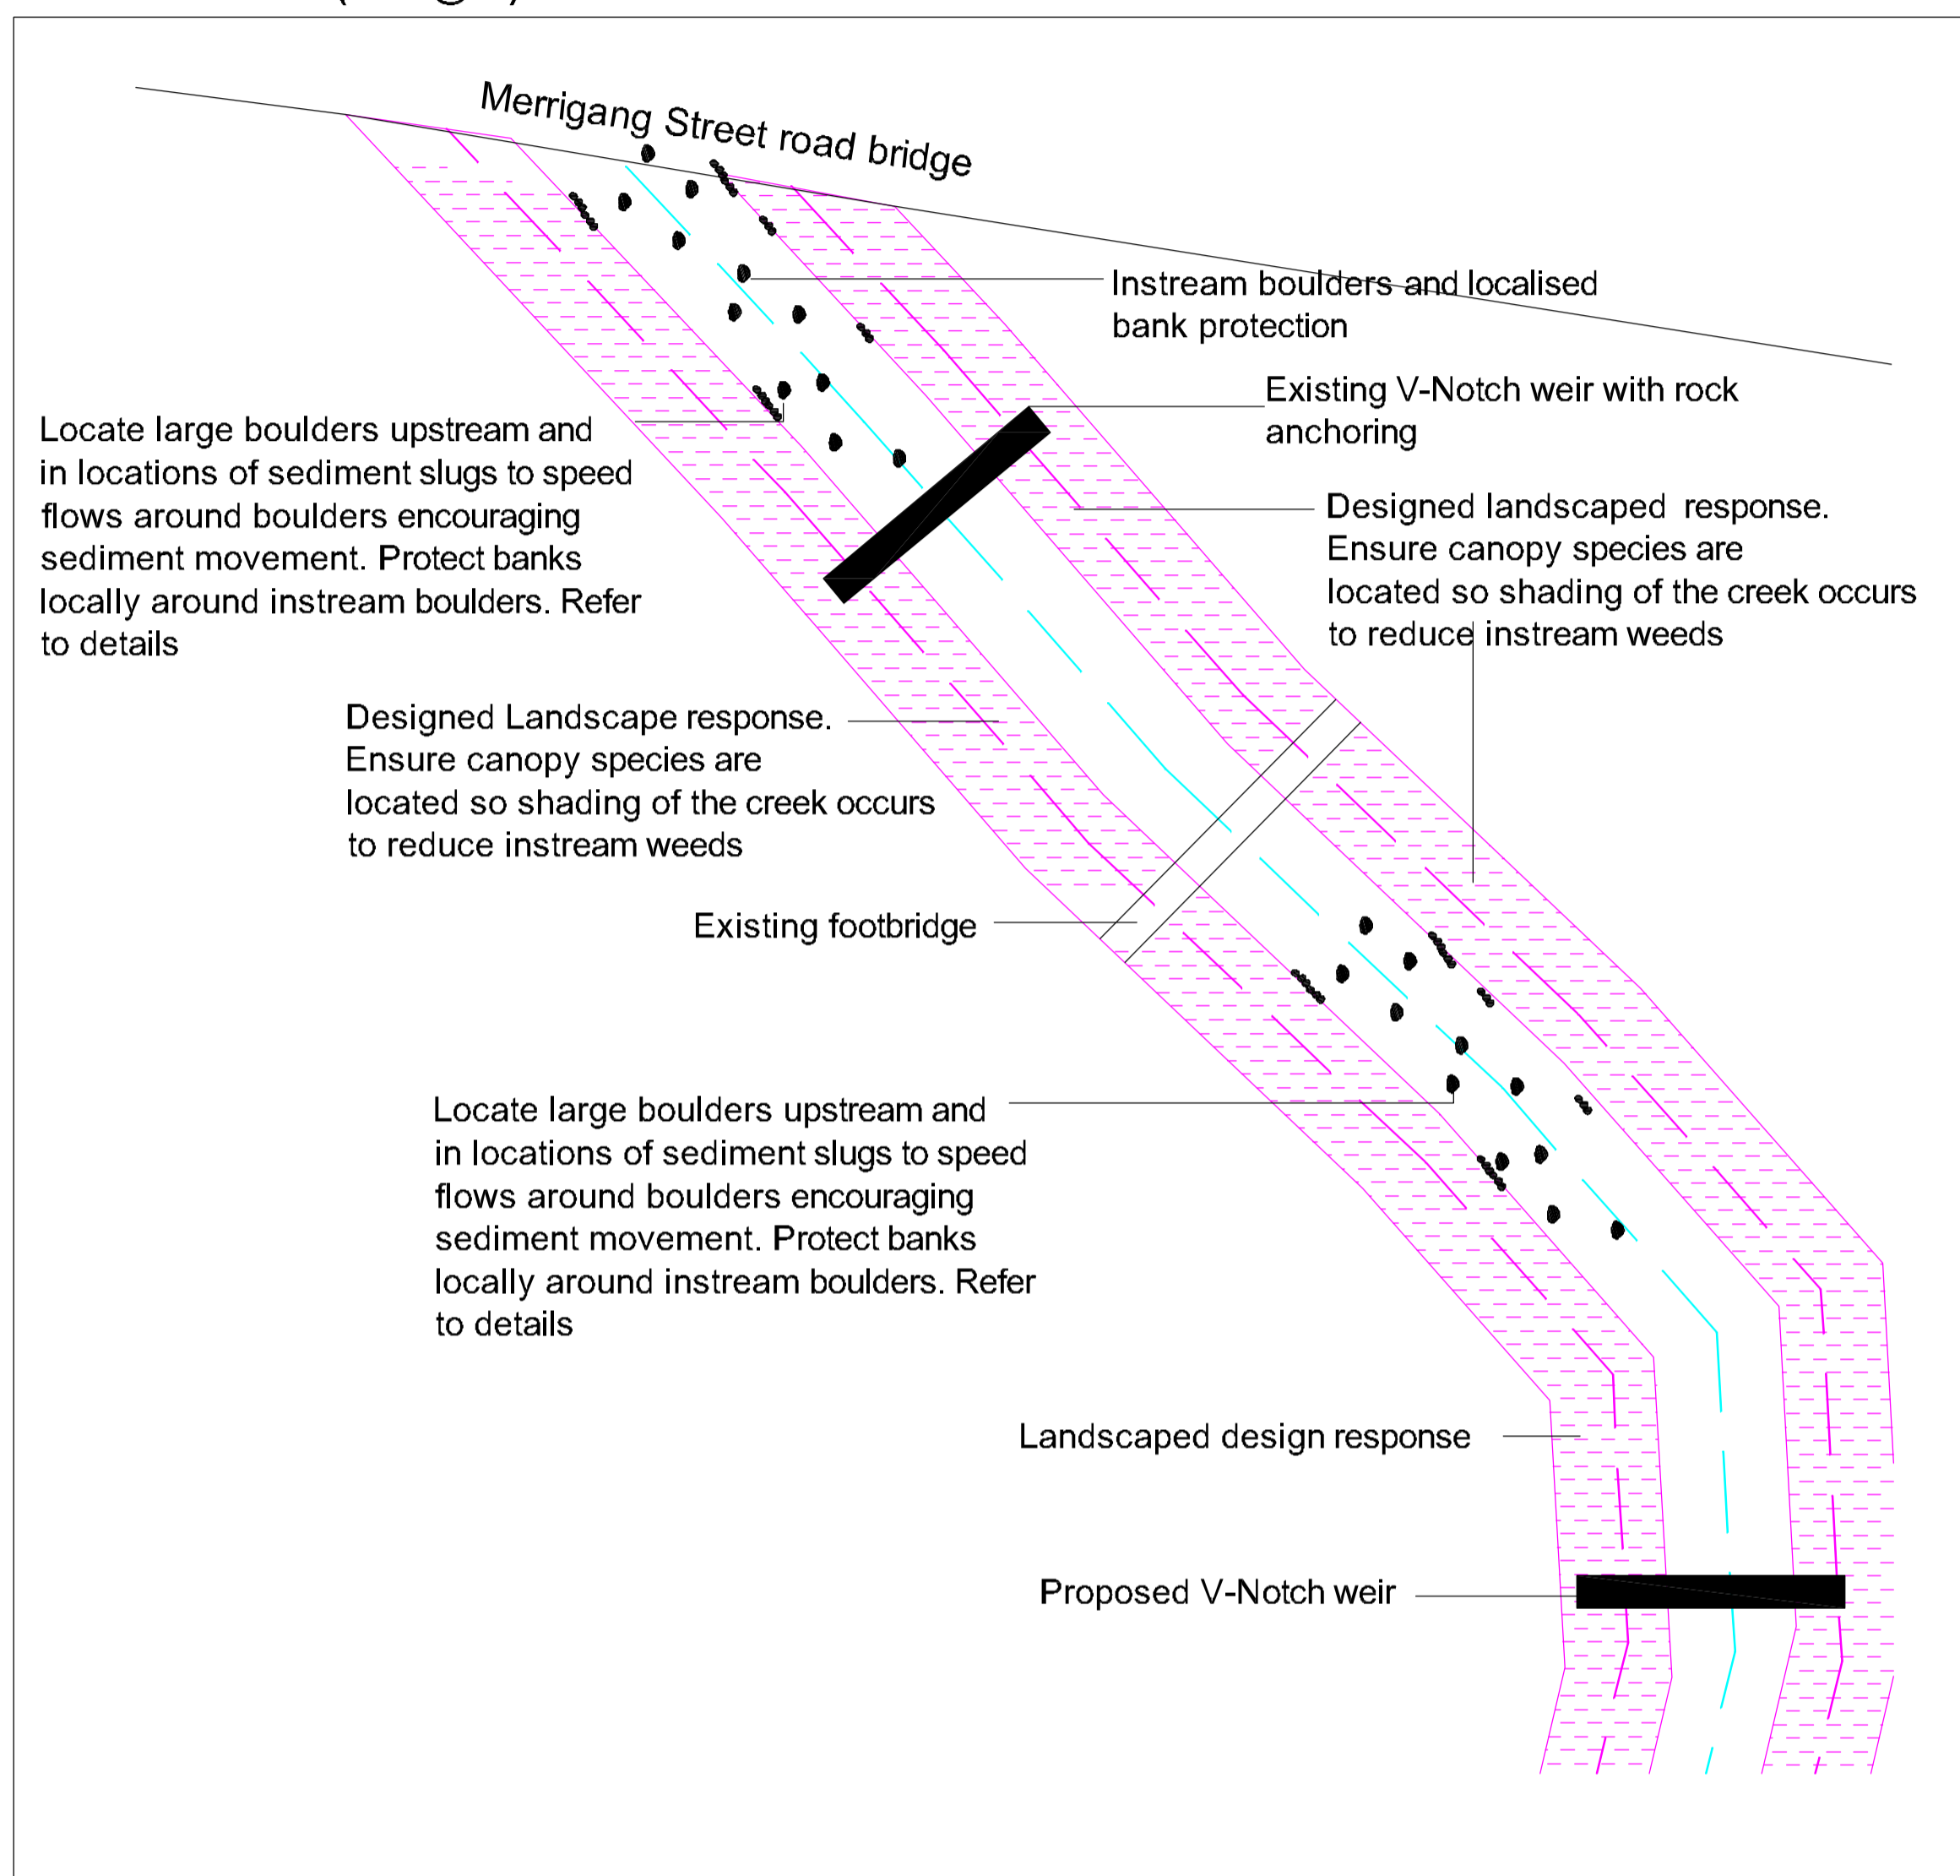 Merrigang Street road bridge
Instream boulders and localised
bank protection
Existing V-Notch weir with rock
anchoring
Locate large boulders upstream and
in locations of sediment slugs to speed
flows around boulders encouraging
sediment movement. Protect banks
locally around instream boulders. Refer
to details
Designed landscaped response.
Ensure canopy species are
located so shading of the creek occurs
to reduce instream weeds
Designed Landscape response.
Ensure canopy species are
located so shading of the creek occurs
to reduce instream weeds
Existing footbridge
Locate large boulders upstream and
in locations of sediment slugs to speed
flows around boulders encouraging
sediment movement. Protect banks
locally around instream boulders. Refer
to details
Landscaped design response
Proposed V-Notch weir